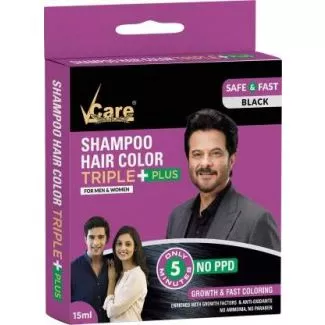 SHAMPOO HAIR COLOR TRIPLE + PLUS
15ml
VCare
SAFE & FAST
BLACK
SHAMPOO
HAIR COLOR
TRIPLE + PLUS
FOR MEN & WOMEN
ONLY
5
MINUTES
NO PPD
GROWTH & FAST COLORING
ENRICHED WITH GROWTH FACTORS & ANTI-OXIDANTS
NO AMMONIA, NO PARABEN